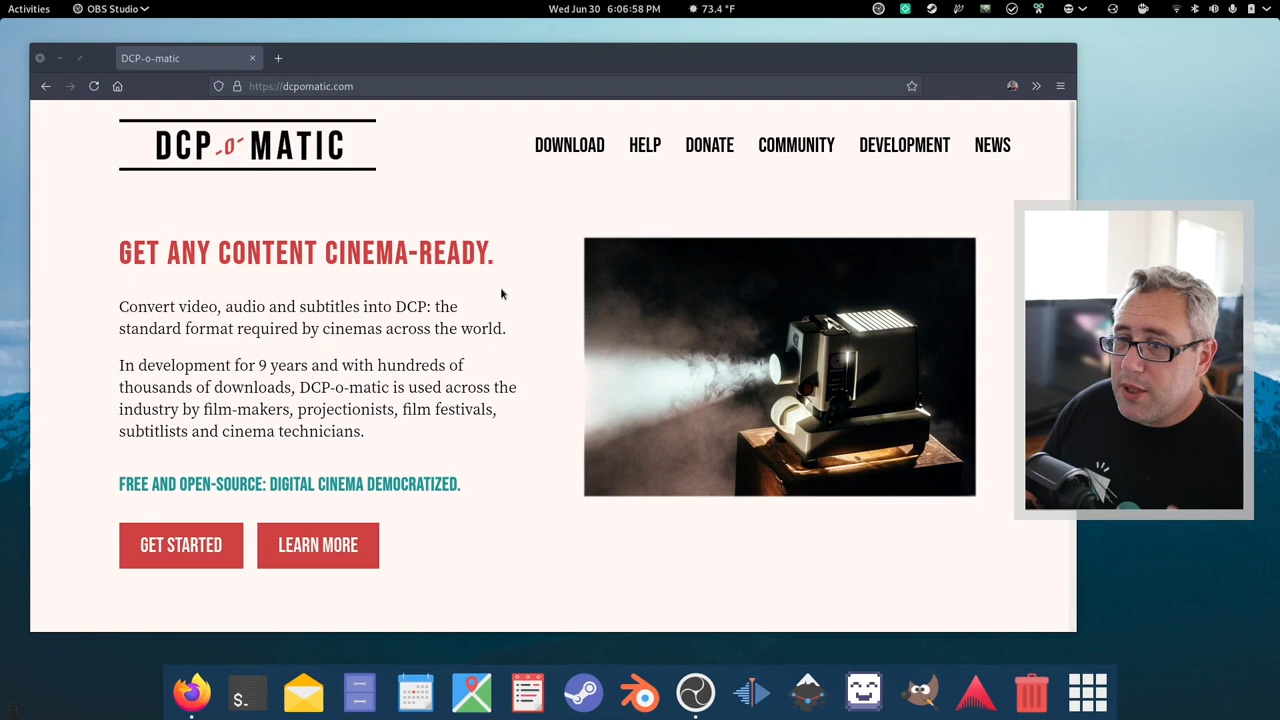 Activities OBS Studio Wed Jun 30 6:06:58 PM 73.4 °F
DCP-o-matic
https://dcpomatic.com
DCP-o-MATIC
DOWNLOAD HELP DONATE COMMUNITY DEVELOPMENT NEWS
GET ANY CONTENT CINEMA-READY.
Convert video, audio and subtitles into DCP: the
standard format required by cinemas across the world.
In development for 9 years and with hundreds of
thousands of downloads, DCP-o-matic is used across the
industry by film-makers, projectionists, film festivals,
subtitlists and cinema technicians.
FREE AND OPEN-SOURCE: DIGITAL CINEMA DEMOCRATIZED.
GET STARTED LEARN MORE
$_